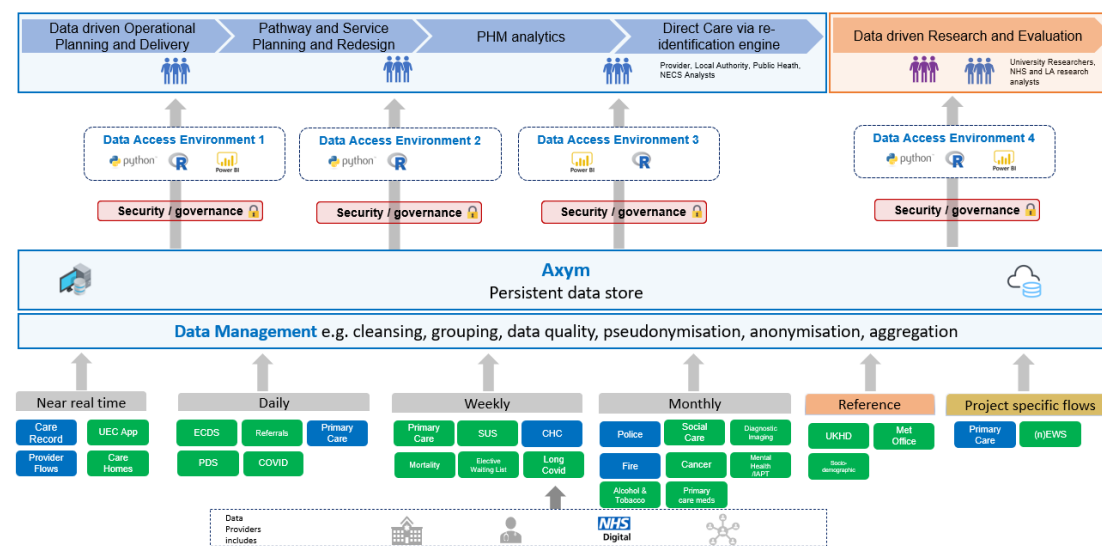 Data driven Operational
Planning and Delivery
Pathway and Service
Planning and Redesign
PHM analytics
Direct Care via re-
identification engine
Data driven Research and Evaluation
Provider, Local Authority, Public Heath,
NECS Analysts
University Researchers,
NHS and LA research
analysts
Data Access Environment 1
python
R
Power BI
Data Access Environment 2
python
R
Data Access Environment 3
Power BI
R
Data Access Environment 4
python
R
Power BI
Security / governance
Security / governance
Security / governance
Security / governance
Axym
Persistent data store
Data Management e.g. cleansing, grouping, data quality, pseudonymisation, anonymisation, aggregation
Near real time
Care
Record
UEC App
Provider
Flows
Care
Homes
Daily
ECDS
Referrals
Primary
Care
PDS
COVID
Weekly
Primary
Care
SUS
CHC
Mortality
Elective
Waiting List
Long
Covid
Monthly
Police
Social
Care
Diagnostic
Imaging
Fire
Cancer
Mental
Health
/IAPT
Alcohol &
Tobacco
Primary
care meds
Reference
UKHD
Met
Office
Socio-
demographic
Project specific flows
Primary
Care
(n)EWS
Data
Providers
includes
NHS
Digital